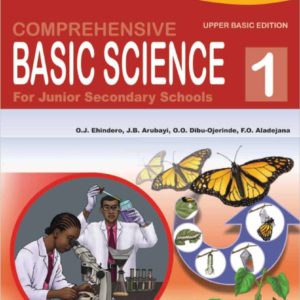 UPPER BASIC EDITION
COMPREHENSIVE
BASIC SCIENCE 1
For Junior Secondary Schools
O.J. Ehindero, J.B. Arubayi, O.O. Dibu-Ojerinde, F.O. Aladejana